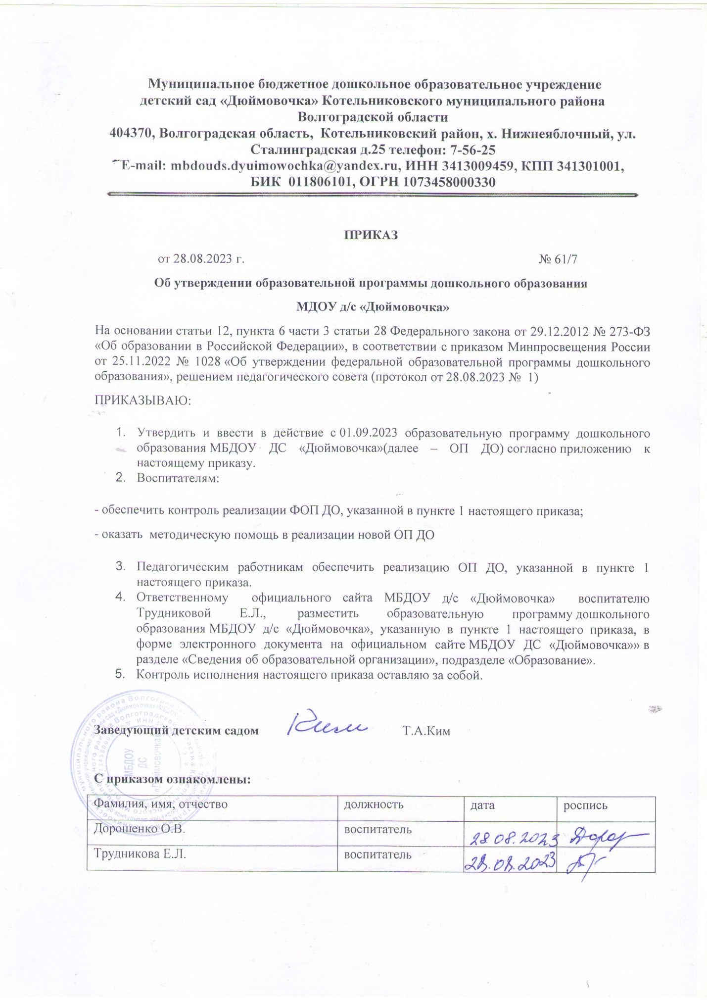 Муниципальное бюджетное дошкольное образовательное учреждение
детский сад «Дюймовочка» Котельниковского муниципального района
Волгоградской области
404370, Волгоградская область, Котельниковский район, х. Нижнеяблочный, ул.
Сталинградская д.25 телефон: 7-56-25
E-mail: mbdouds.dyuimowochka@yandex.ru, ИНН 3413009459, КПП 341301001,
БИК 011806101, ОГРН 1073458000330
ПРИКАЗ
от 28.08.2023 г. № 61/7
Об утверждении образовательной программы дошкольного образования
МДОУ д/с «Дюймовочка»
На основании статьи 12, пункта 6 части 3 статьи 28 Федерального закона от 29.12.2012 № 273-ФЗ
«Об образовании в Российской Федерации», в соответствии с приказом Минпросвещения России
от 25.11.2022 № 1028 «Об утверждении федеральной образовательной программы дошкольного
образования», решением педагогического совета (протокол от 28.08.2023 № 1)
ПРИКАЗЫВАЮ:
1. Утвердить и ввести в действие с 01.09.2023 образовательную программу дошкольного
образования МБДОУ ДС «Дюймовочка»(далее – ОП ДО) согласно приложению к
настоящему приказу.
2. Воспитателям:
- обеспечить контроль реализации ФОП ДО, указанной в пункте 1 настоящего приказа;
- оказать методическую помощь в реализации новой ОП ДО
3. Педагогическим работникам обеспечить реализацию ОП ДО, указанной в пункте 1
настоящего приказа.
4. Ответственному официального сайта МБДОУ д/с «Дюймовочка» воспитателю
Трудниковой Е.Л., разместить образовательную программу дошкольного
образования МБДОУ д/с «Дюймовочка», указанную в пункте 1 настоящего приказа, в
форме электронного документа на официальном сайте МБДОУ ДС «Дюймовочка»» в
разделе «Сведения об образовательной организации», подразделе «Образование».
5. Контроль исполнения настоящего приказа оставляю за собой.
Заведующий детским садом Ким Т.А.Ким
МБДОУ
ДС
«Дюймовочка»
С приказом ознакомлены:
Фамилия, имя, отчество должность дата роспись
Дорошенко О.В. воспитатель 28.08.2023
Трудникова Е.Л. воспитатель 28.08.2023